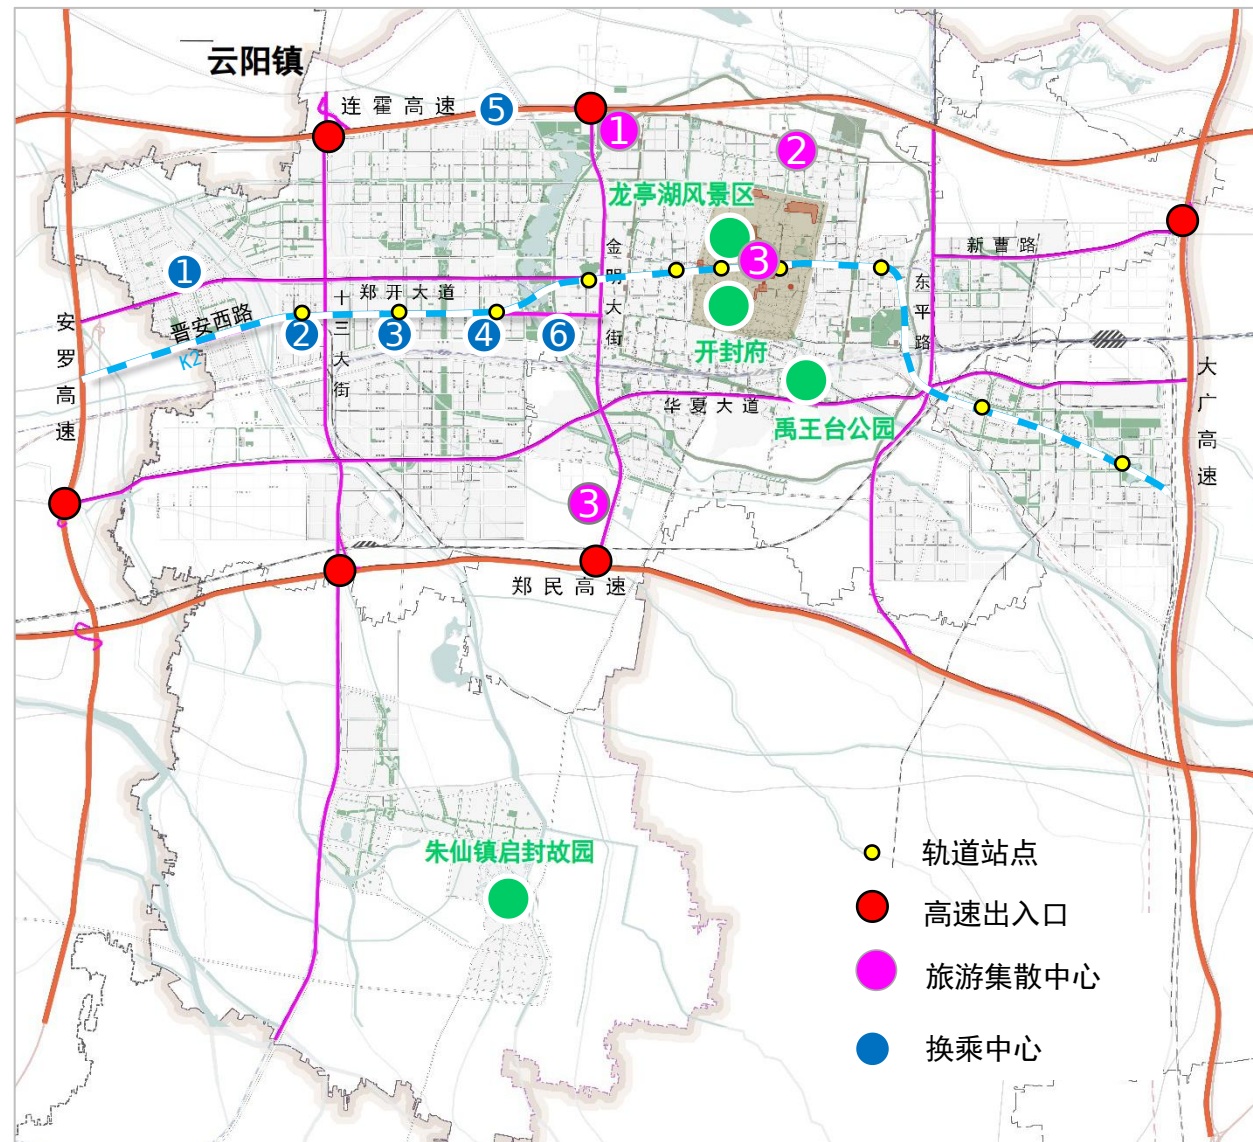 云阳镇
连霍高速
⑤
1
2
龙亭湖风景区
金明大街
3
新曹路
东平路
1
郑开大道
十三大街
晋安西路
K2
2
3
4
6
安罗高速
开封府
大广高速
华夏大道
禹王台公园
3
郑民高速
朱仙镇启封故园
轨道站点
高速出入口
旅游集散中心
换乘中心